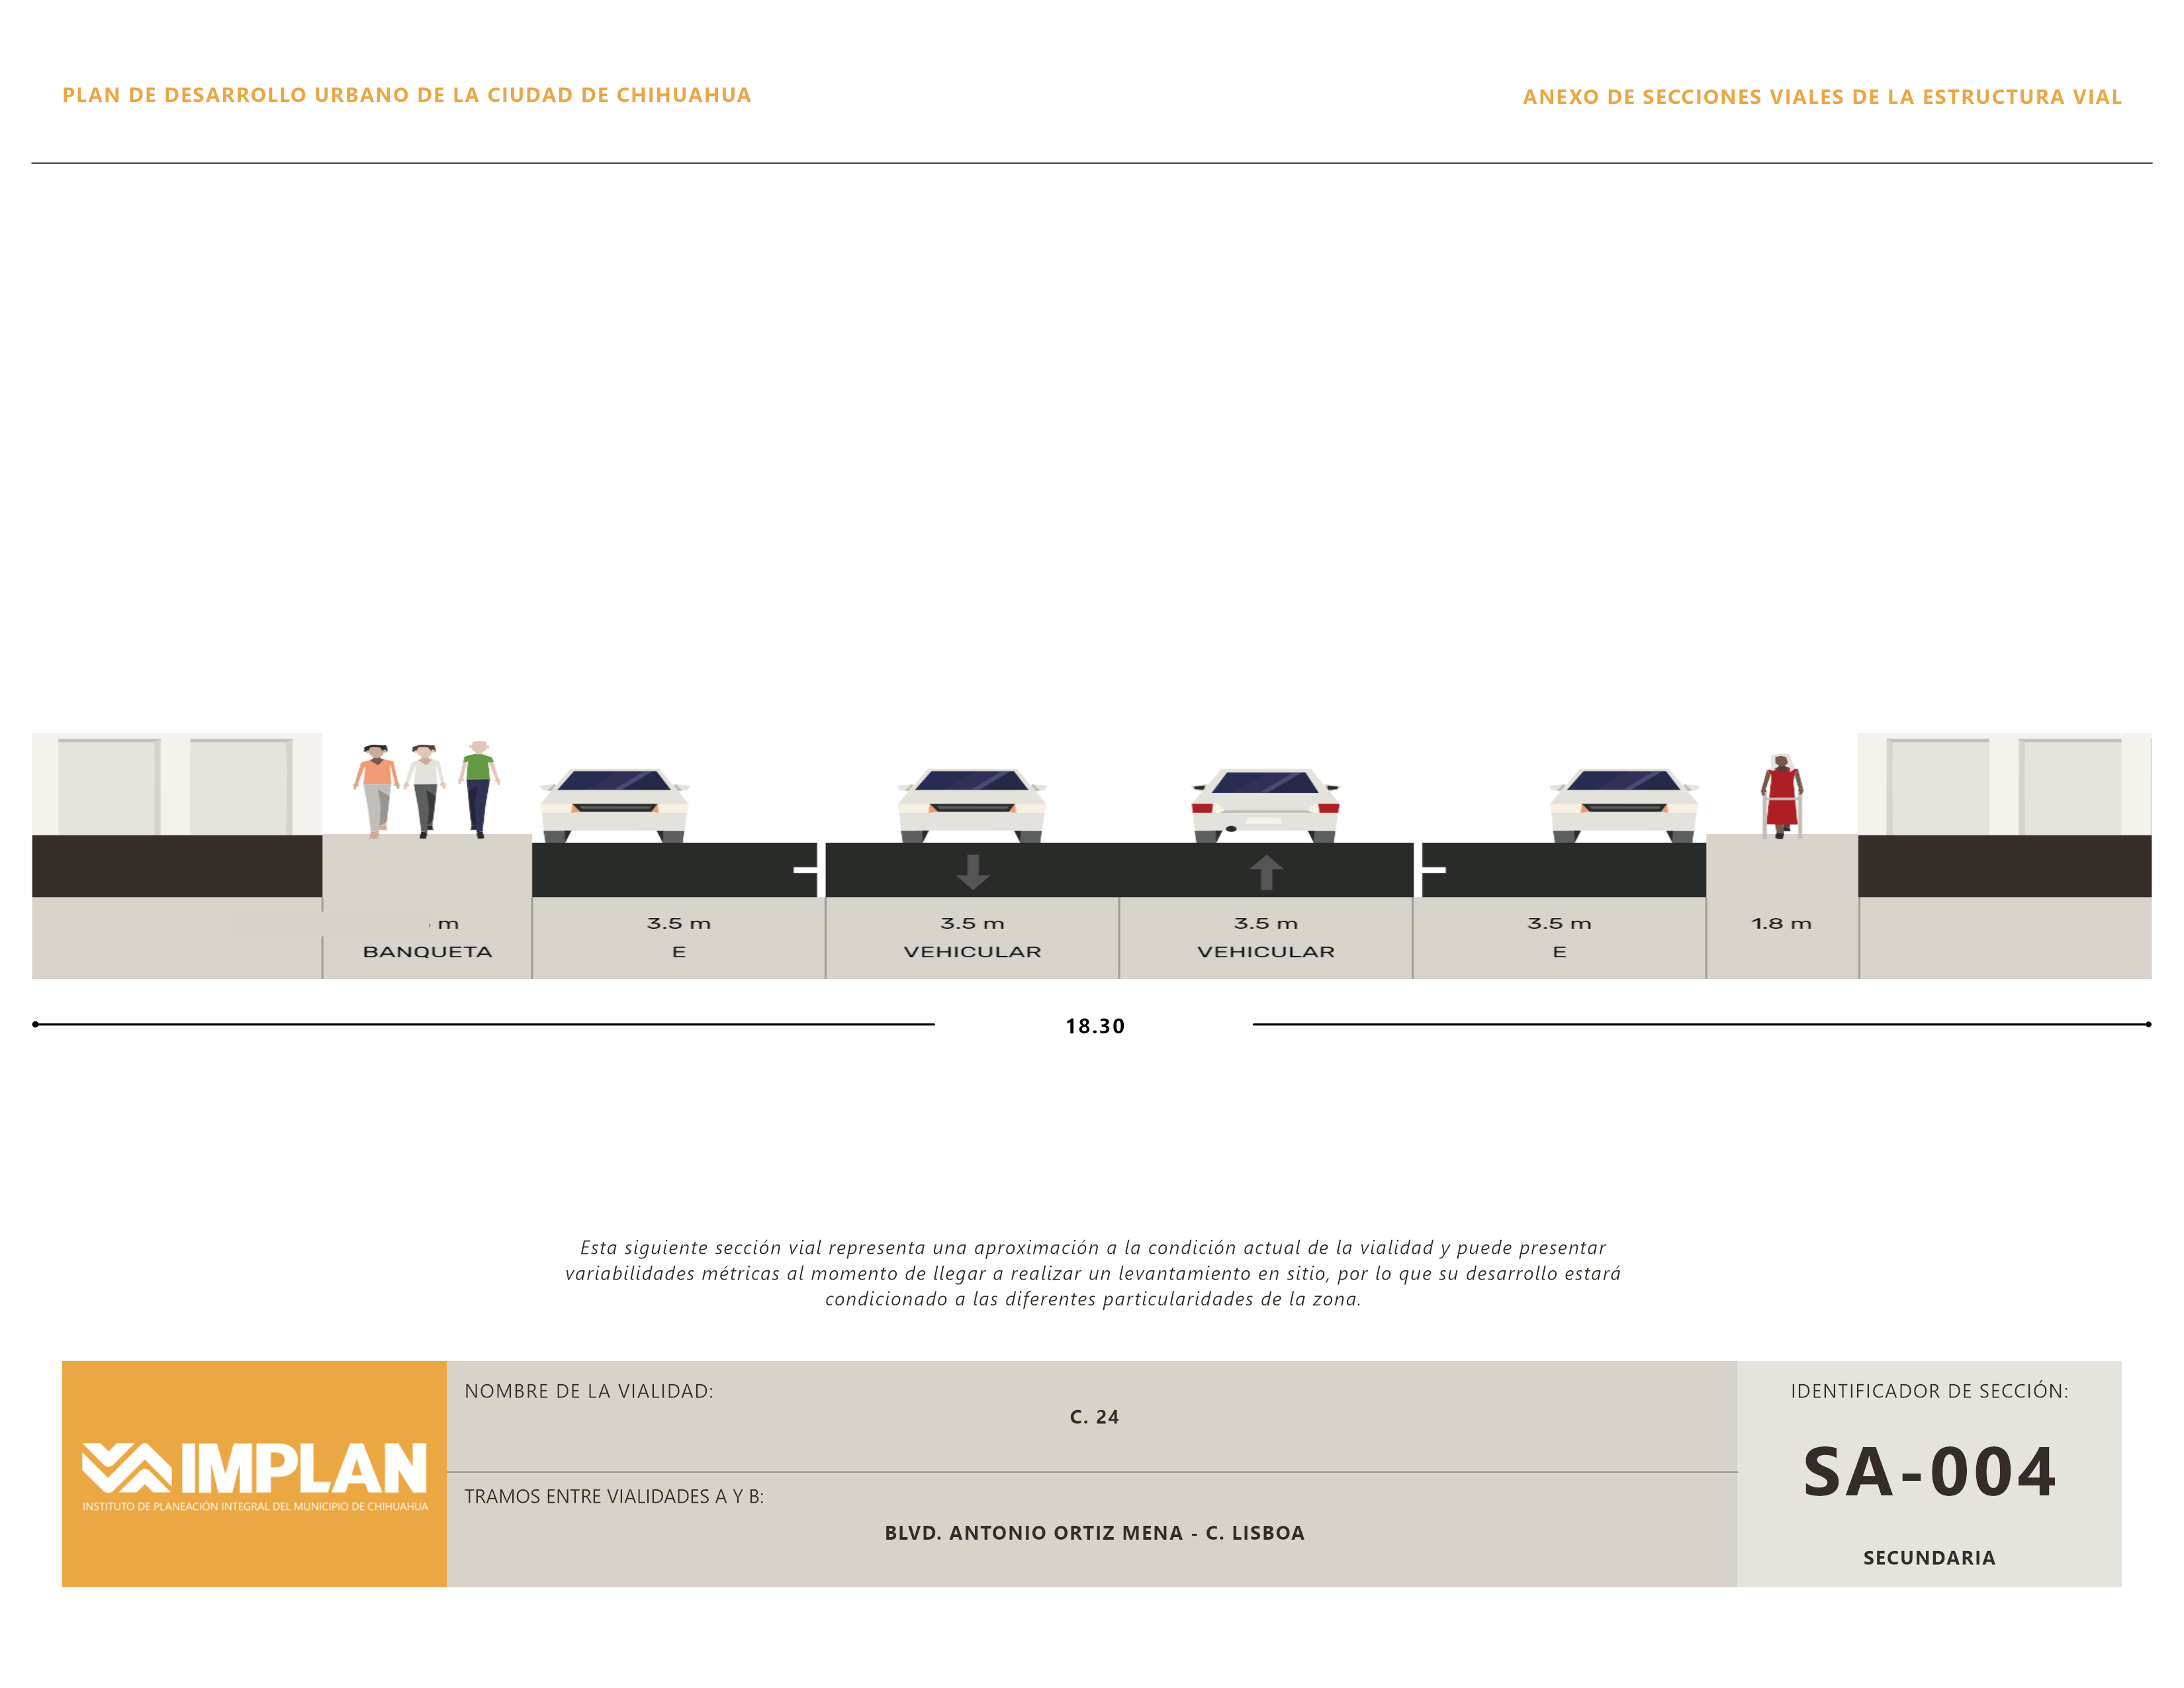 PLAN DE DESARROLLO URBANO DE LA CIUDAD DE CHIHUAHUA
ANEXO DE SECCIONES VIALES DE LA ESTRUCTURA VIAL
m
3.5 m
3.5 m
3.5 m
3.5 m
1.8 m
BANQUETA
E
VEHICULAR
VEHICULAR
E
18.30
Esta siguiente sección vial representa una aproximación a la condición actual de la vialidad y puede presentar
variabilidades métricas al momento de llegar a realizar un levantamiento en sitio, por lo que su desarrollo estará
condicionado a las diferentes particularidades de la zona.
IMPLAN
INSTITUTO DE PLANEACIÓN INTEGRAL DEL MUNICIPIO DE CHIHUAHUA
NOMBRE DE LA VIALIDAD:
C. 24
TRAMOS ENTRE VIALIDADES A Y B:
BLVD. ANTONIO ORTIZ MENA - C. LISBOA
IDENTIFICADOR DE SECCIÓN:
SA-004
SECUNDARIA